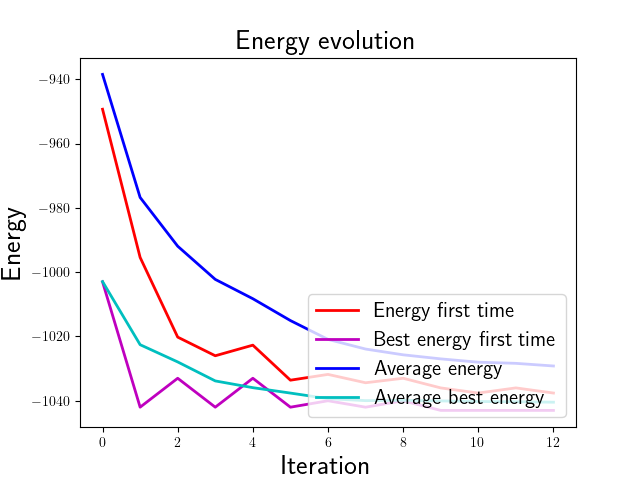 Energy evolution
Energy
−940
−960
−980
−1000
−1020
−1040
Energy first time
Best energy first time
Average energy
Average best energy
0 2 4 6 8 10 12
Iteration